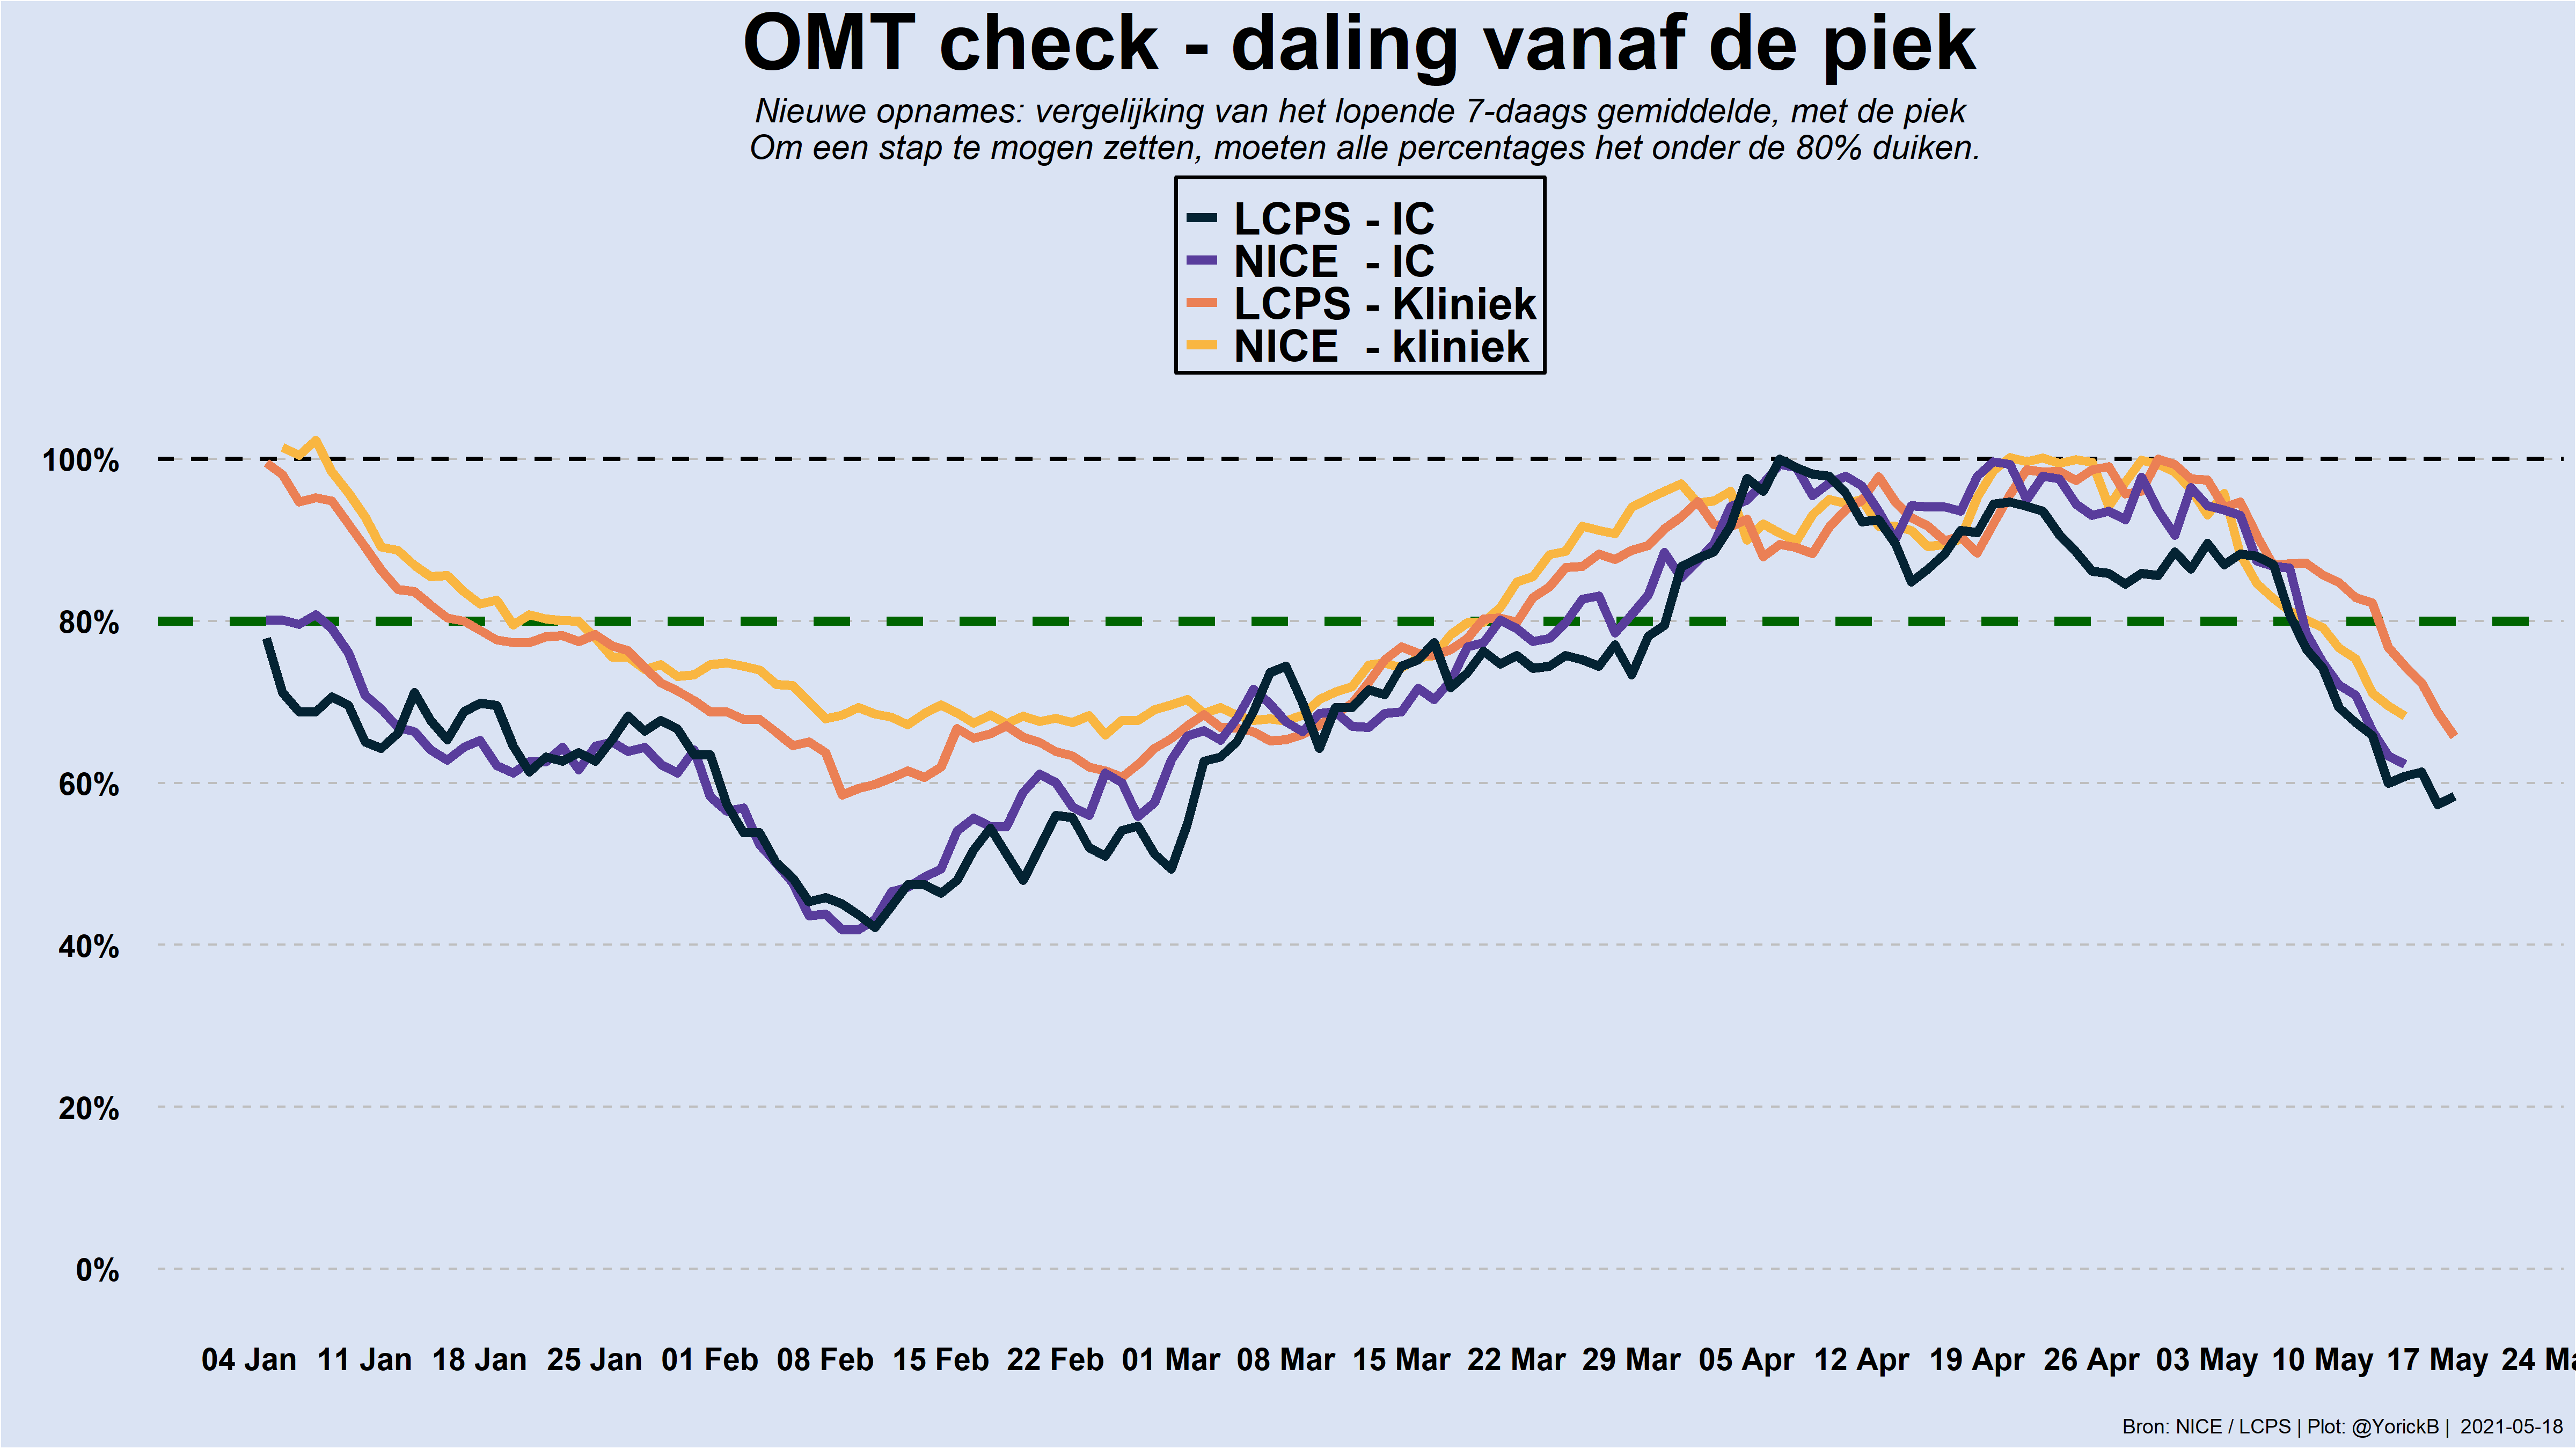 OMT check - daling vanaf de piek
Nieuwe opnames: vergelijking van het lopende 7-daags gemiddelde, met de piek
Om een stap te mogen zetten, moeten alle percentages het onder de 80% duiken.
LCPS - IC
NICE - IC
LCPS - Kliniek
NICE - kliniek
100%
80%
60%
40%
20%
0%
04 Jan 11 Jan 18 Jan 25 Jan 01 Feb 08 Feb 15 Feb 22 Feb 01 Mar 08 Mar 15 Mar 22 Mar 29 Mar 05 Apr 12 Apr 19 Apr 26 Apr 03 May 10 May 17 May 24 Ma
Bron: NICE / LCPS | Plot: @YorickB | 2021-05-18